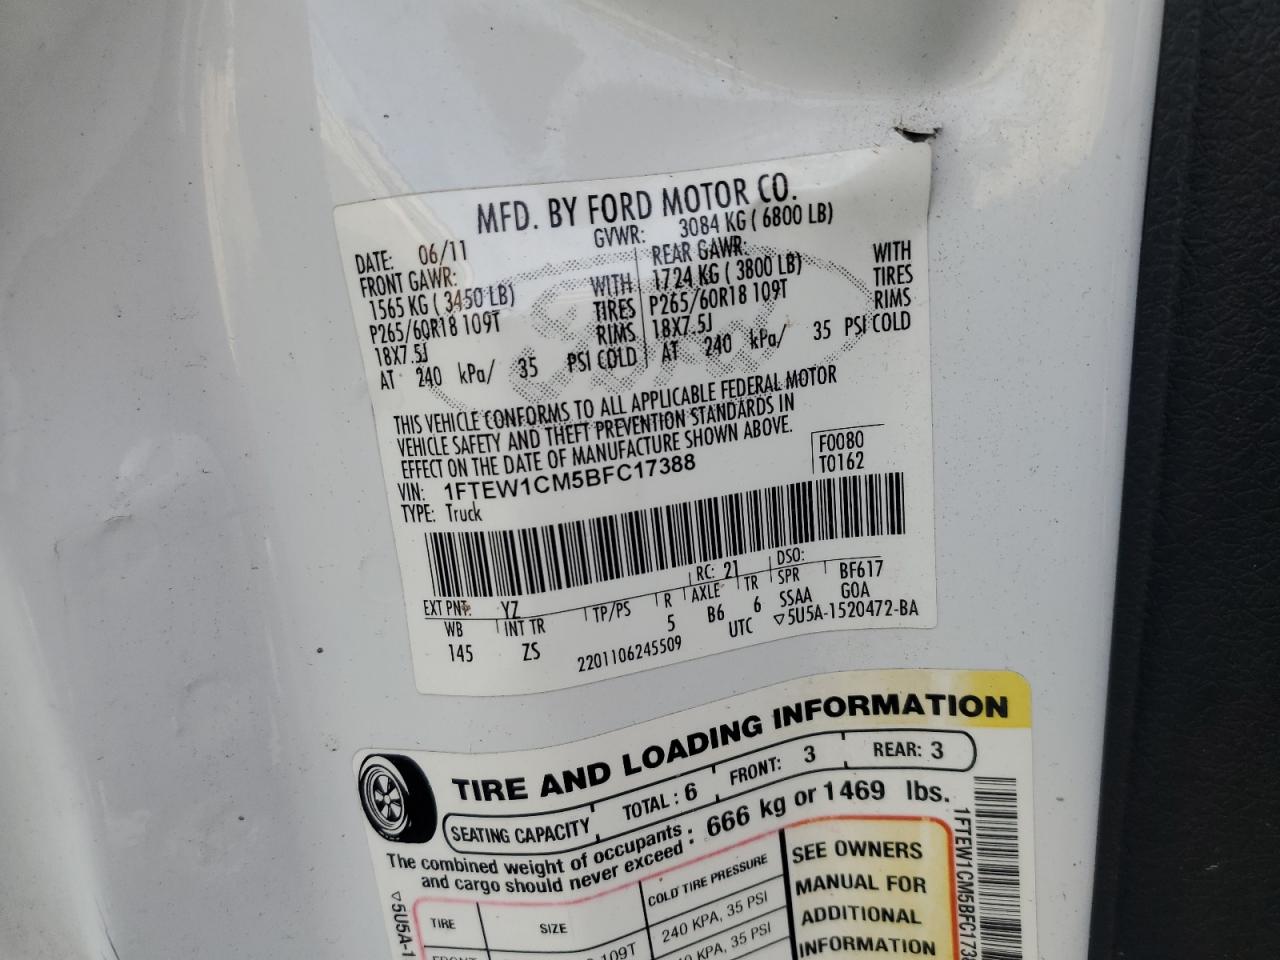 MFD. BY FORD MOTOR CO.
DATE: 06/11 GVWR: 3084 KG ( 6800 LB)
FRONT GAWR: REAR GAWR:
1565 KG ( 3450 LB) WITH 1724 KG ( 3800 LB) WITH
P265/60R18 109T TIRES P265/60R18 109T TIRES
18X7.5J RIMS 18X7.5J RIMS
AT 240 kPa/ 35 PSI COLD AT 240 kPa/ 35 PSI COLD
THIS VEHICLE CONFORMS TO ALL APPLICABLE FEDERAL MOTOR
VEHICLE SAFETY AND THEFT PREVENTION STANDARDS IN
EFFECT ON THE DATE OF MANUFACTURE SHOWN ABOVE.
VIN: 1FTEW1CM5BFC17388 F0080
TYPE: Truck T0162
EXT PNT: YZ RC: 21 DSO:
WB INT TR TP/PS R AXLE TR SPR BF617
145 ZS 5 B6 6 SSAA GOA
2201106245509 UTC ▽5U5A-1520472-BA
TIRE AND LOADING INFORMATION
SEATING CAPACITY TOTAL : 6 FRONT: 3 REAR: 3
The combined weight of occupants
and cargo should never exceed : 666 kg or 1469 lbs.
TIRE SIZE COLD TIRE PRESSURE
109T 240 KPA, 35 PSI
KPA, 35 PSI
SEE OWNERS
MANUAL FOR
ADDITIONAL
INFORMATION
▽5U5A-1
1FTEW1CM5BFC1738